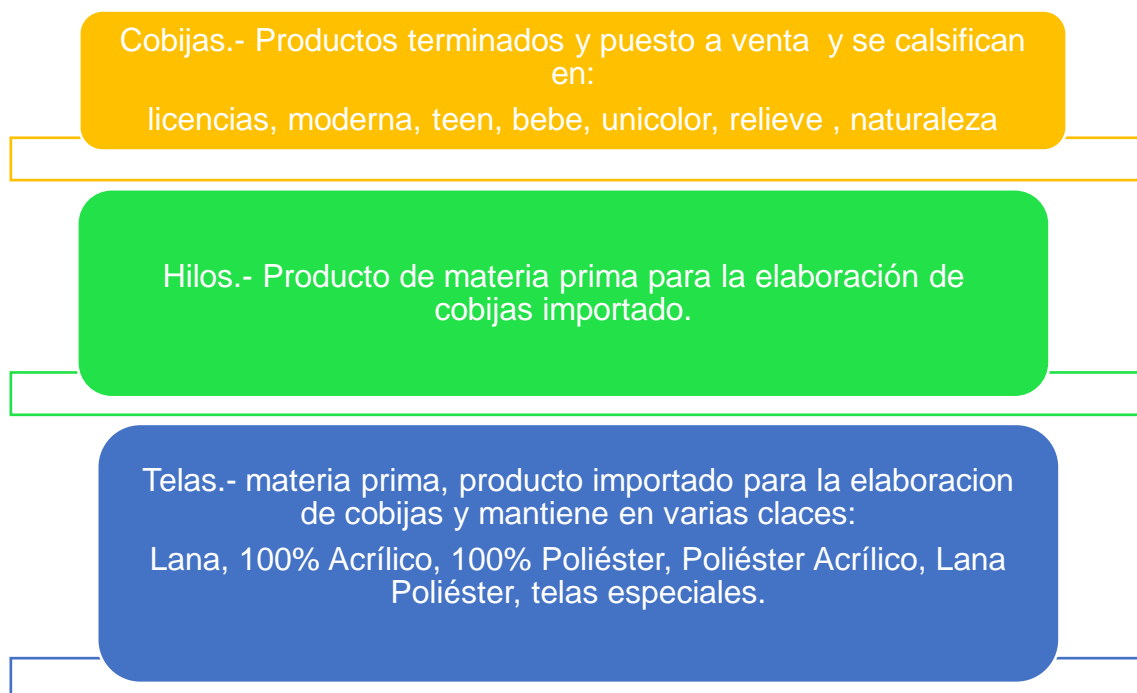 Cobijas.- Productos terminados y puesto a venta  y se calsifican
en:
licencias, moderna, teen, bebe, unicolor, relieve , naturaleza
Hilos.- Producto de materia prima para la elaboración de
cobijas importado.
Telas.- materia prima, producto importado para la elaboracion
de cobijas y mantiene en varias claces:
Lana, 100% Acrílico, 100% Poliéster, Poliéster Acrílico, Lana
Poliéster, telas especiales.